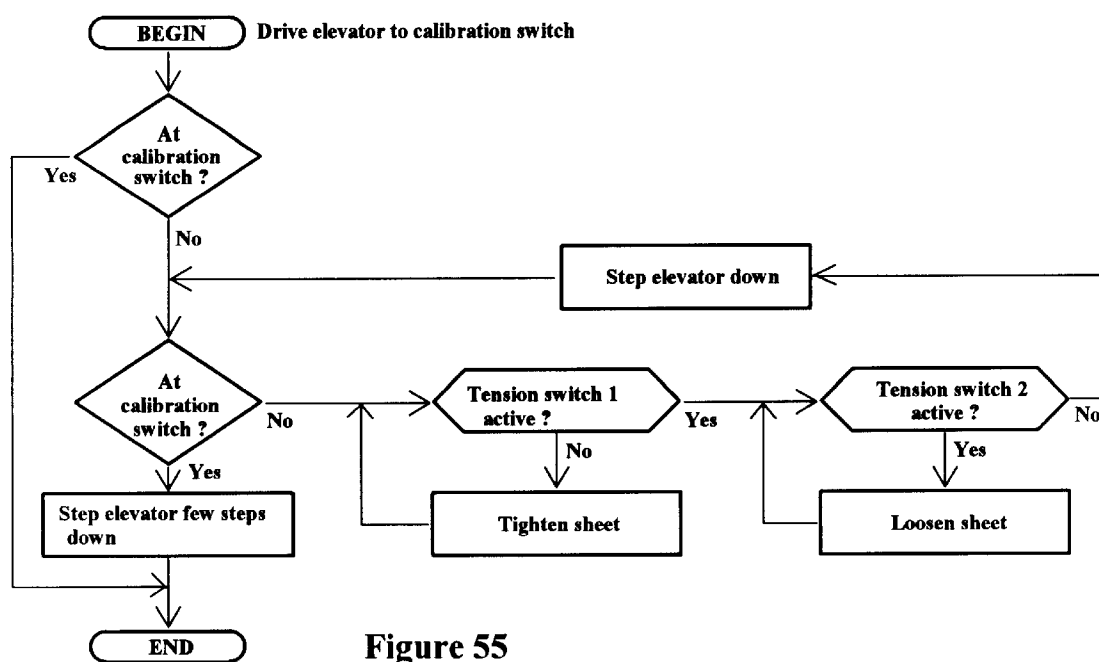 BEGIN
Drive elevator to calibration switch
At
calibration
switch ?
Yes
No
Step elevator down
At
calibration
switch ?
No
Tension switch 1
active ?
Yes
Tension switch 2
active ?
No
Yes
No
Yes
Step elevator few steps
down
Tighten sheet
Loosen sheet
END
Figure 55